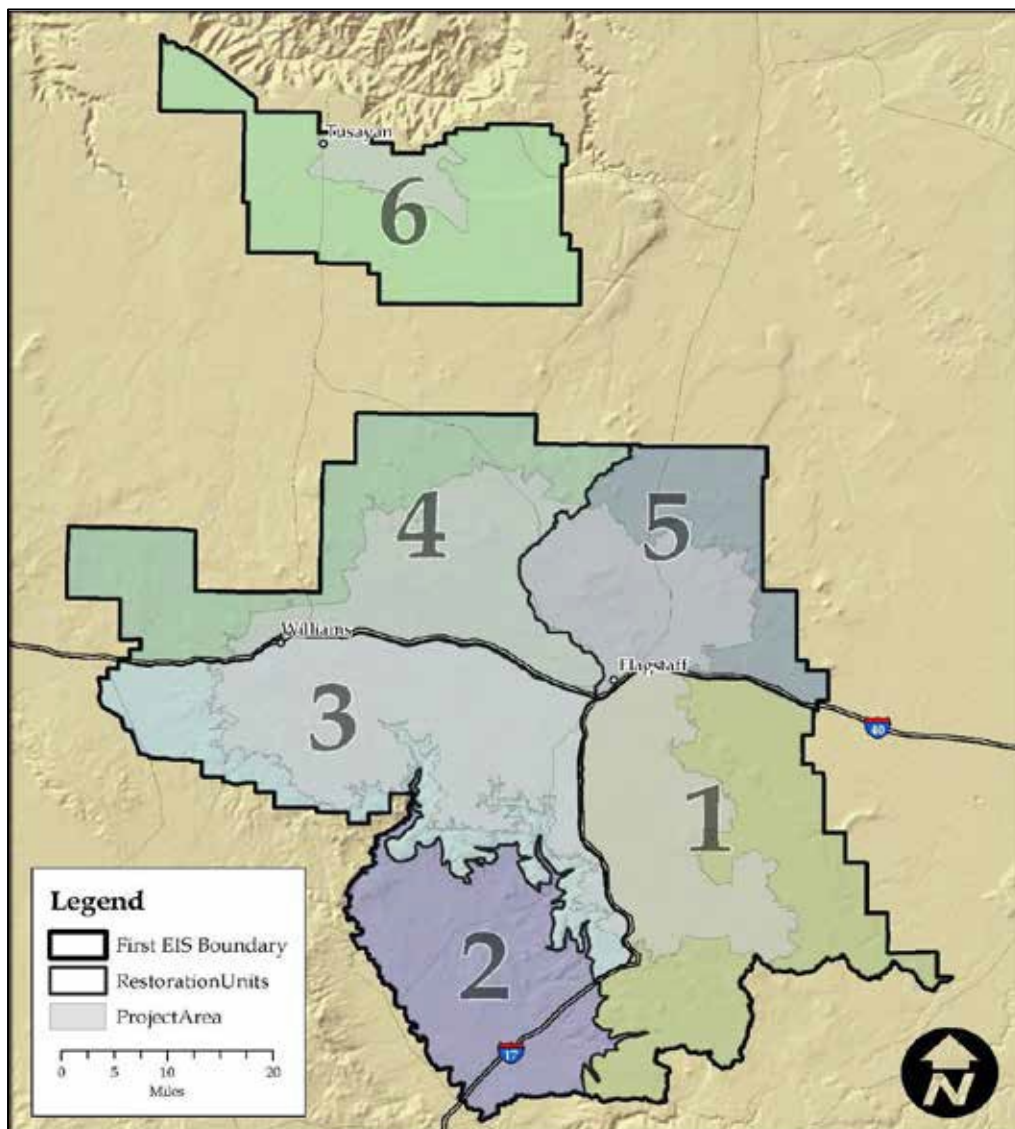 Tusayan
6
4
5
Williams
Flagstaff
3
40
1
2
17
Legend
First EIS Boundary
RestorationUnits
ProjectArea
0 5 10 20
Miles
N